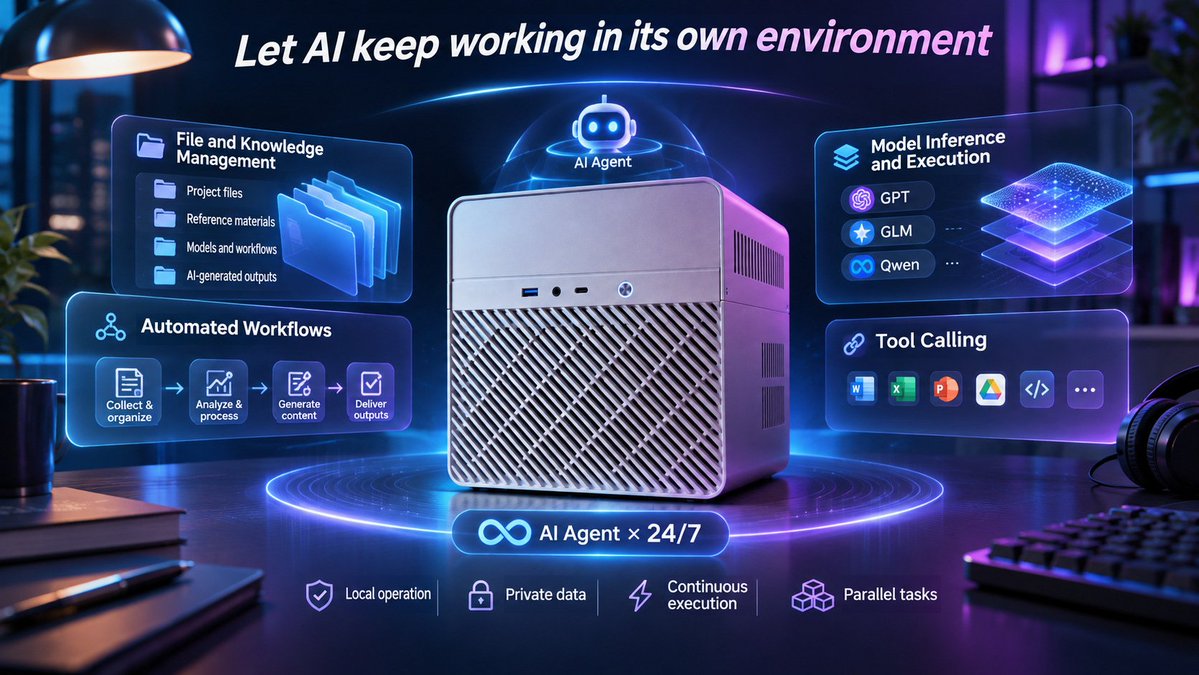 Let AI keep working in its own environment
AI Agent
File and Knowledge
Management
Project files
Reference materials
Models and workflows
AI-generated outputs
Automated Workflows
Collect &
organize
Analyze &
process
Generate
content
Deliver
outputs
Model Inference
and Execution
GPT
GLM
Qwen
Tool Calling
W
X
P
AI Agent × 24/7
Local operation
Private data
Continuous
execution
Parallel tasks